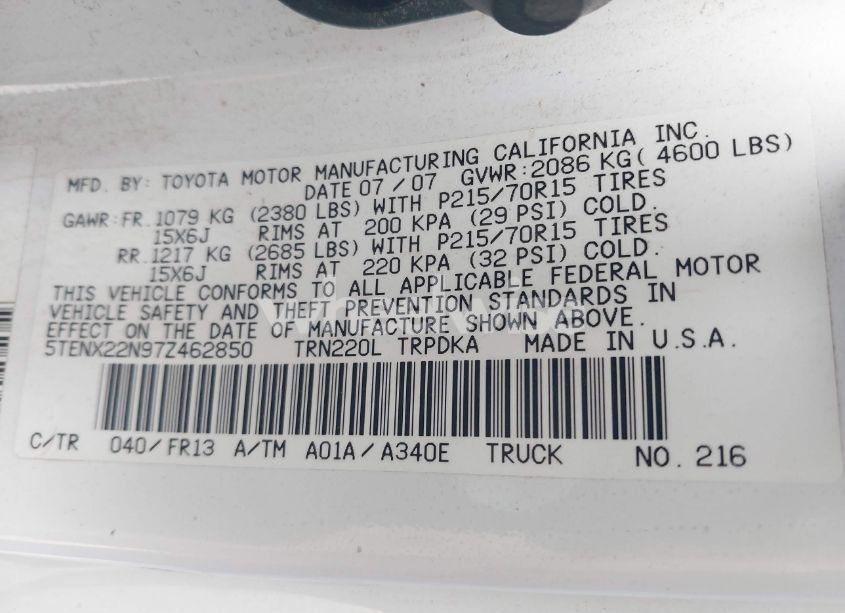 MFD. BY: TOYOTA MOTOR MANUFACTURING CALIFORNIA INC.
DATE 07/07 GVWR:2086 KG( 4600 LBS)
GAWR:FR.1079 KG (2380 LBS) WITH P215/70R15 TIRES
15X6J RIMS AT 200 KPA (29 PSI) COLD.
RR.1217 KG (2685 LBS) WITH P215/70R15 TIRES
15X6J RIMS AT 220 KPA (32 PSI) COLD.
THIS VEHICLE CONFORMS TO ALL APPLICABLE FEDERAL MOTOR
VEHICLE SAFETY AND THEFT PREVENTION STANDARDS IN
EFFECT ON THE DATE OF MANUFACTURE SHOWN ABOVE.
5TENX22N97Z462850 TRN220L TRPDKA MADE IN U.S.A.
C/TR 040/FR13 A/TM A01A/A340E TRUCK NO. 216